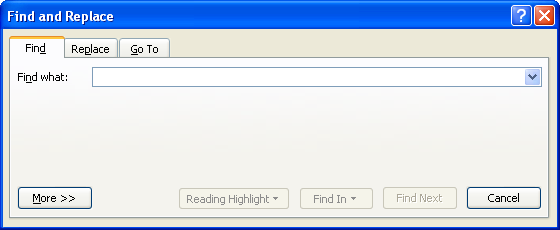 Find and Replace
Find Replace Go To
Find what:
More >> Reading Highlight Find In Find Next Cancel